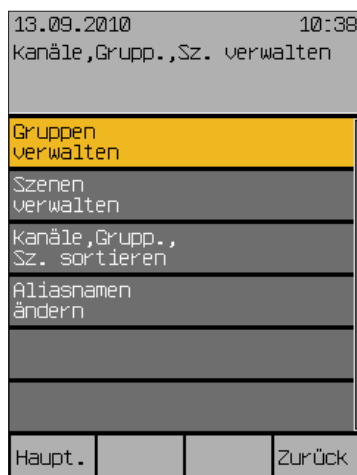 13.09.2010 10:38
Kanäle,Grupp.,Sz. verwalten
Gruppen
verwalten
Szenen
verwalten
Kanäle,Grupp.,
Sz. sortieren
Aliasnamen
ändern
Haupt. Zurück